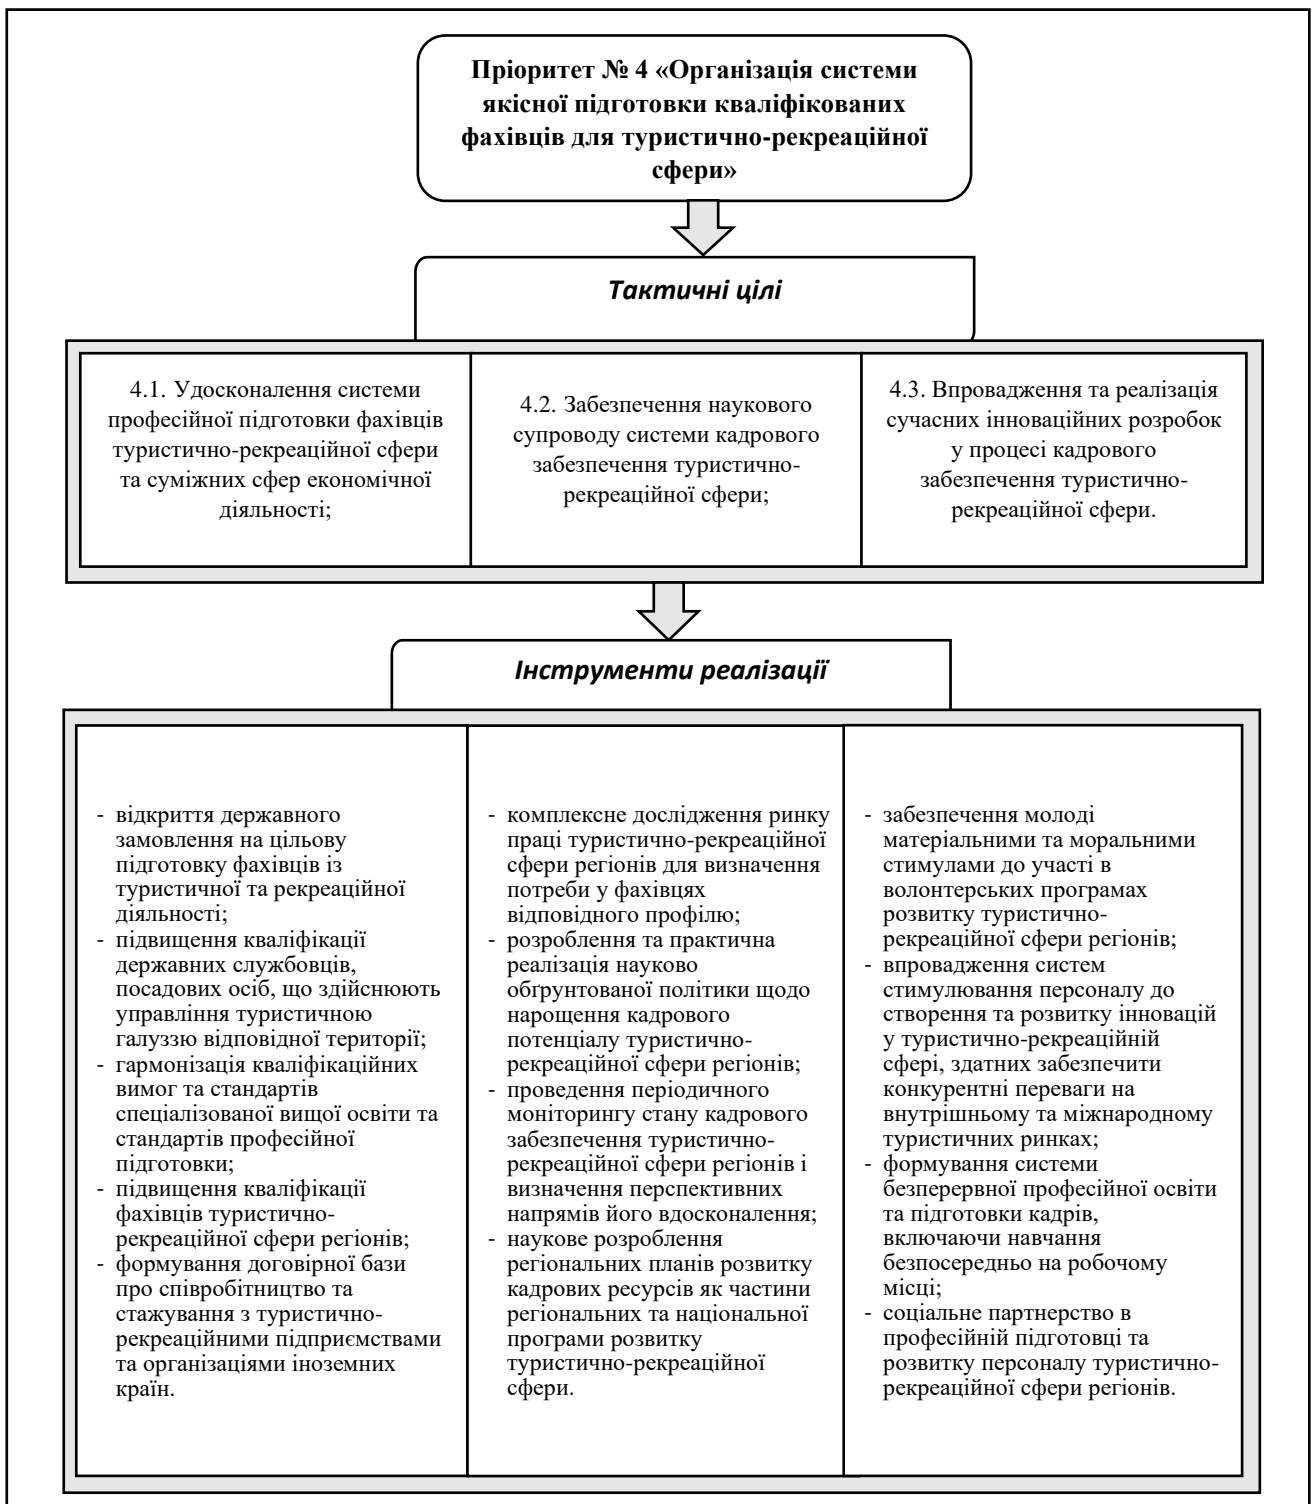 Пріоритет № 4 «Організація системи
якісної підготовки кваліфікованих
фахівців для туристично-рекреаційної
сфери»
Тактичні цілі
4.1. Удосконалення системи
професійної підготовки фахівців
туристично-рекреаційної сфери
та суміжних сфер економічної
діяльності;
4.2. Забезпечення наукового
супроводу системи кадрового
забезпечення туристично-
рекреаційної сфери;
4.3. Впровадження та реалізація
сучасних інноваційних розробок
у процесі кадрового
забезпечення туристично-
рекреаційної сфери.
Інструменти реалізації
- відкриття державного
замовлення на цільову
підготовку фахівців із
туристичної та рекреаційної
діяльності;
- підвищення кваліфікації
державних службовців,
посадових осіб, що здійснюють
управління туристичною
галуззю відповідної території;
- гармонізація кваліфікаційних
вимог та стандартів
спеціалізованої вищої освіти та
стандартів професійної
підготовки;
- підвищення кваліфікації
фахівців туристично-
рекреаційної сфери регіонів;
- формування договірної бази
про співробітництво та
стажування з туристично-
рекреаційними підприємствами
та організаціями іноземних
країн.
- комплексне дослідження ринку
праці туристично-рекреаційної
сфери регіонів для визначення
потреби у фахівцях
відповідного профілю;
- розроблення та практична
реалізація науково
обґрунтованої політики щодо
нарощення кадрового
потенціалу туристично-
рекреаційної сфери регіонів;
- проведення періодичного
моніторингу стану кадрового
забезпечення туристично-
рекреаційної сфери регіонів і
визначення перспективних
напрямів його вдосконалення;
- наукове розроблення
регіональних планів розвитку
кадрових ресурсів як частини
регіональних та національної
програми розвитку
туристично-рекреаційної
сфери.
- забезпечення молоді
матеріальними та моральними
стимулами до участі в
волонтерських програмах
розвитку туристично-
рекреаційної сфери регіонів;
- впровадження систем
стимулювання персоналу до
створення та розвитку інновацій
у туристично-рекреаційній
сфері, здатних забезпечити
конкурентні переваги на
внутрішньому та міжнародному
туристичних ринках;
- формування системи
безперервної професійної освіти
та підготовки кадрів,
включаючи навчання
безпосередньо на робочому
місці;
- соціальне партнерство в
професійній підготовці та
розвитку персоналу туристично-
рекреаційної сфери регіонів.